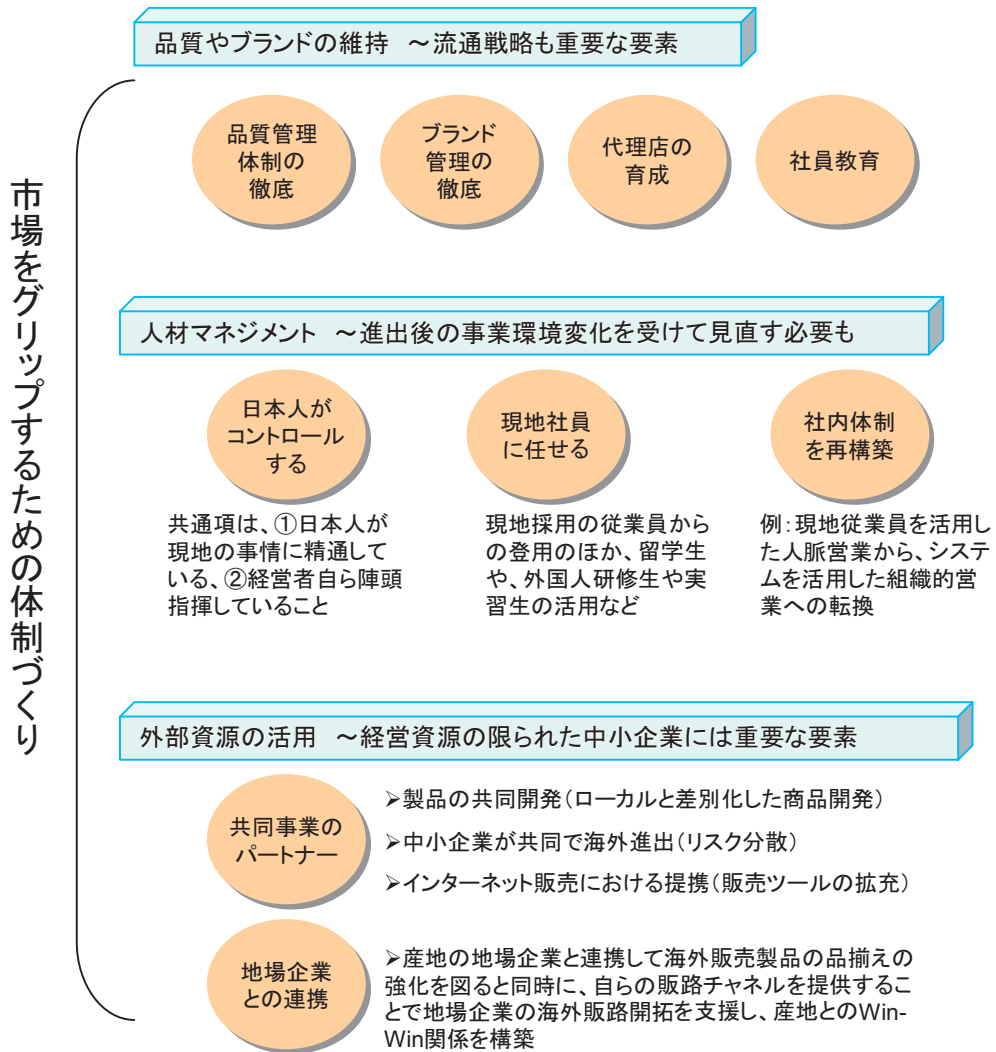 品質やブランドの維持　～流通戦略も重要な要素
市場をグリップするための体制づくり
品質管理
体制の
徹底
ブランド
管理の
徹底
代理店の
育成
社員教育
人材マネジメント　～進出後の事業環境変化を受けて見直す必要も
日本人が
コントロール
する
共通項は、①日本人が
現地の事情に精通して
いる、②経営者自ら陣頭
指揮していること
現地社員
に任せる
現地採用の従業員から
の登用のほか、留学生
や、外国人研修生や実
習生の活用など
社内体制
を再構築
例：現地従業員を活用し
た人脈営業から、システ
ムを活用した組織的営
業への転換
外部資源の活用　～経営資源の限られた中小企業には重要な要素
共同事業の
パートナー
➢製品の共同開発（ローカルと差別化した商品開発）
➢中小企業が共同で海外進出（リスク分散）
➢インターネット販売における提携（販売ツールの拡充）
地場企業
との連携
➢産地の地場企業と連携して海外販売製品の品揃えの
強化を図ると同時に、自らの販路チャネルを提供するこ
とで地場企業の海外販路開拓を支援し、産地とのWin-
Win関係を構築